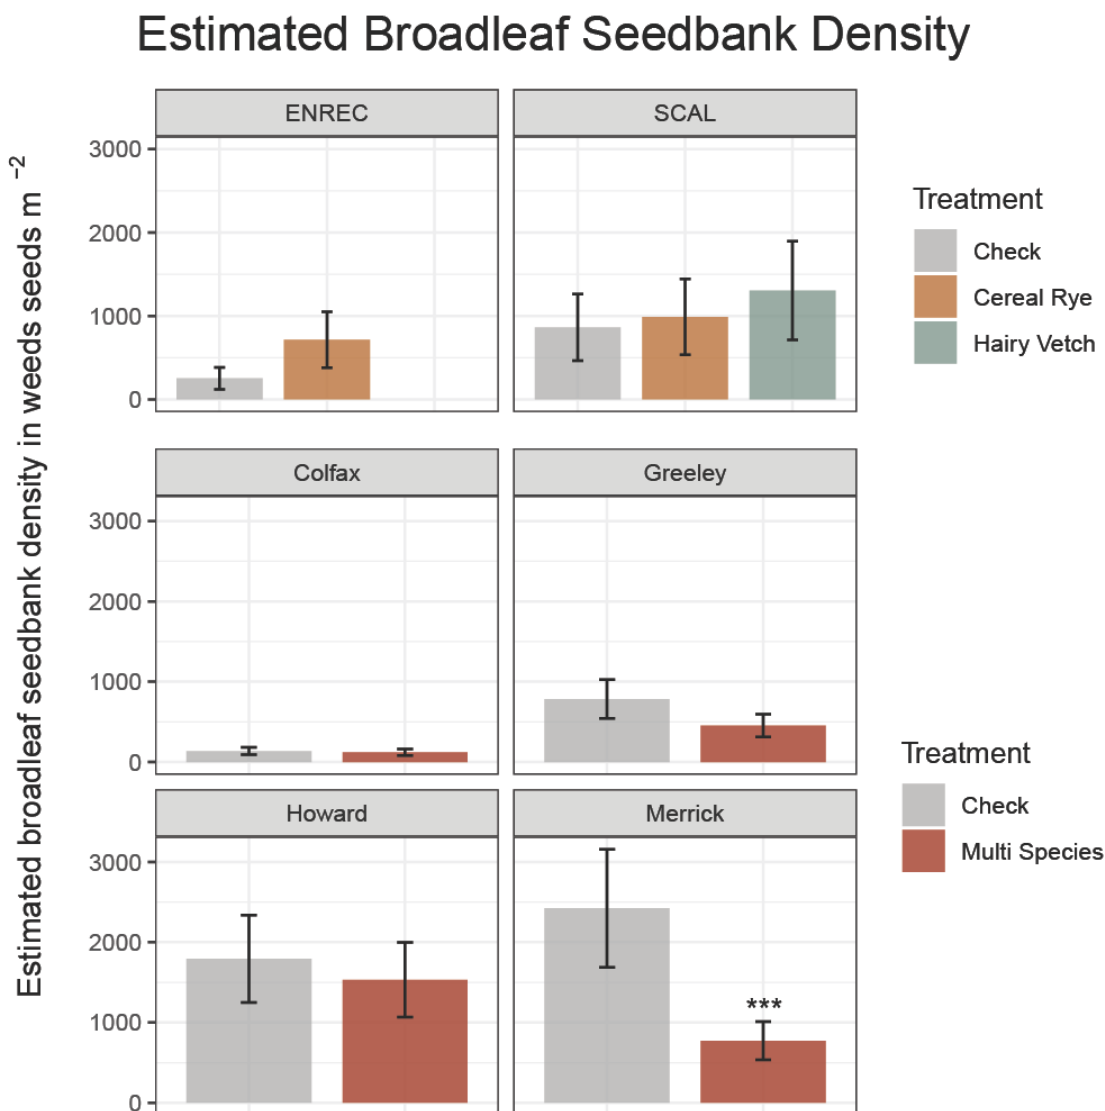 Estimated Broadleaf Seedbank Density
Estimated broadleaf seedbank density in weeds seeds m −2
ENREC
SCAL
3000
2000
1000
0
Treatment
Check
Cereal Rye
Hairy Vetch
Colfax
Greeley
3000
2000
1000
0
Howard
Merrick
3000
2000
1000
0
***
Treatment
Check
Multi Species